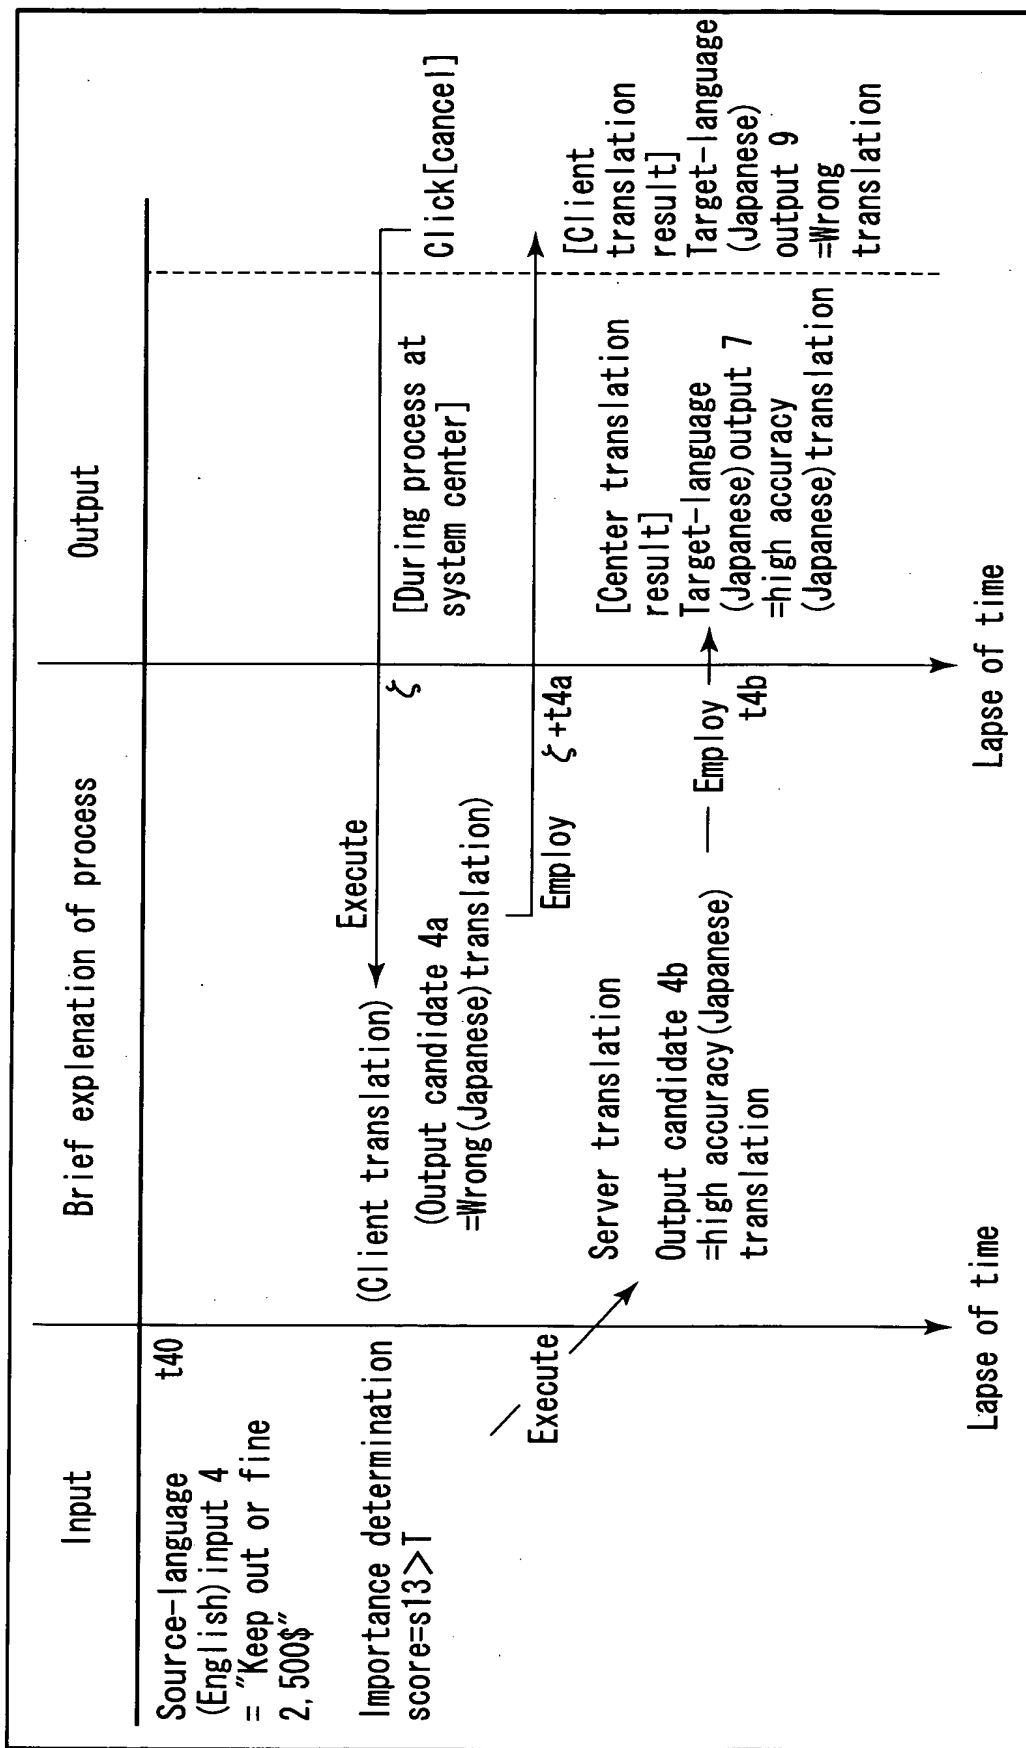 Input
Brief explenation of process
Output
Source-language
(English)input 4
= "Keep out or fine
2,500$"
t40
Importance determination
score=s13>T
Execute
Lapse of time
Execute
(Client translation)
(Output candidate 4a
=Wrong(Japanese)translation)
Employ
Server translation
Output candidate 4b
=high accuracy(Japanese)
translation
Employ
ζ
ζ+t4a
t4b
Lapse of time
[During process at
system center]
Click[cancel]
[Center translation
result]
Target-language
(Japanese)output 7
=high accuracy
(Japanese)translation
[Client
translation
result]
Target-language
(Japanese)
output 9
=Wrong
translation